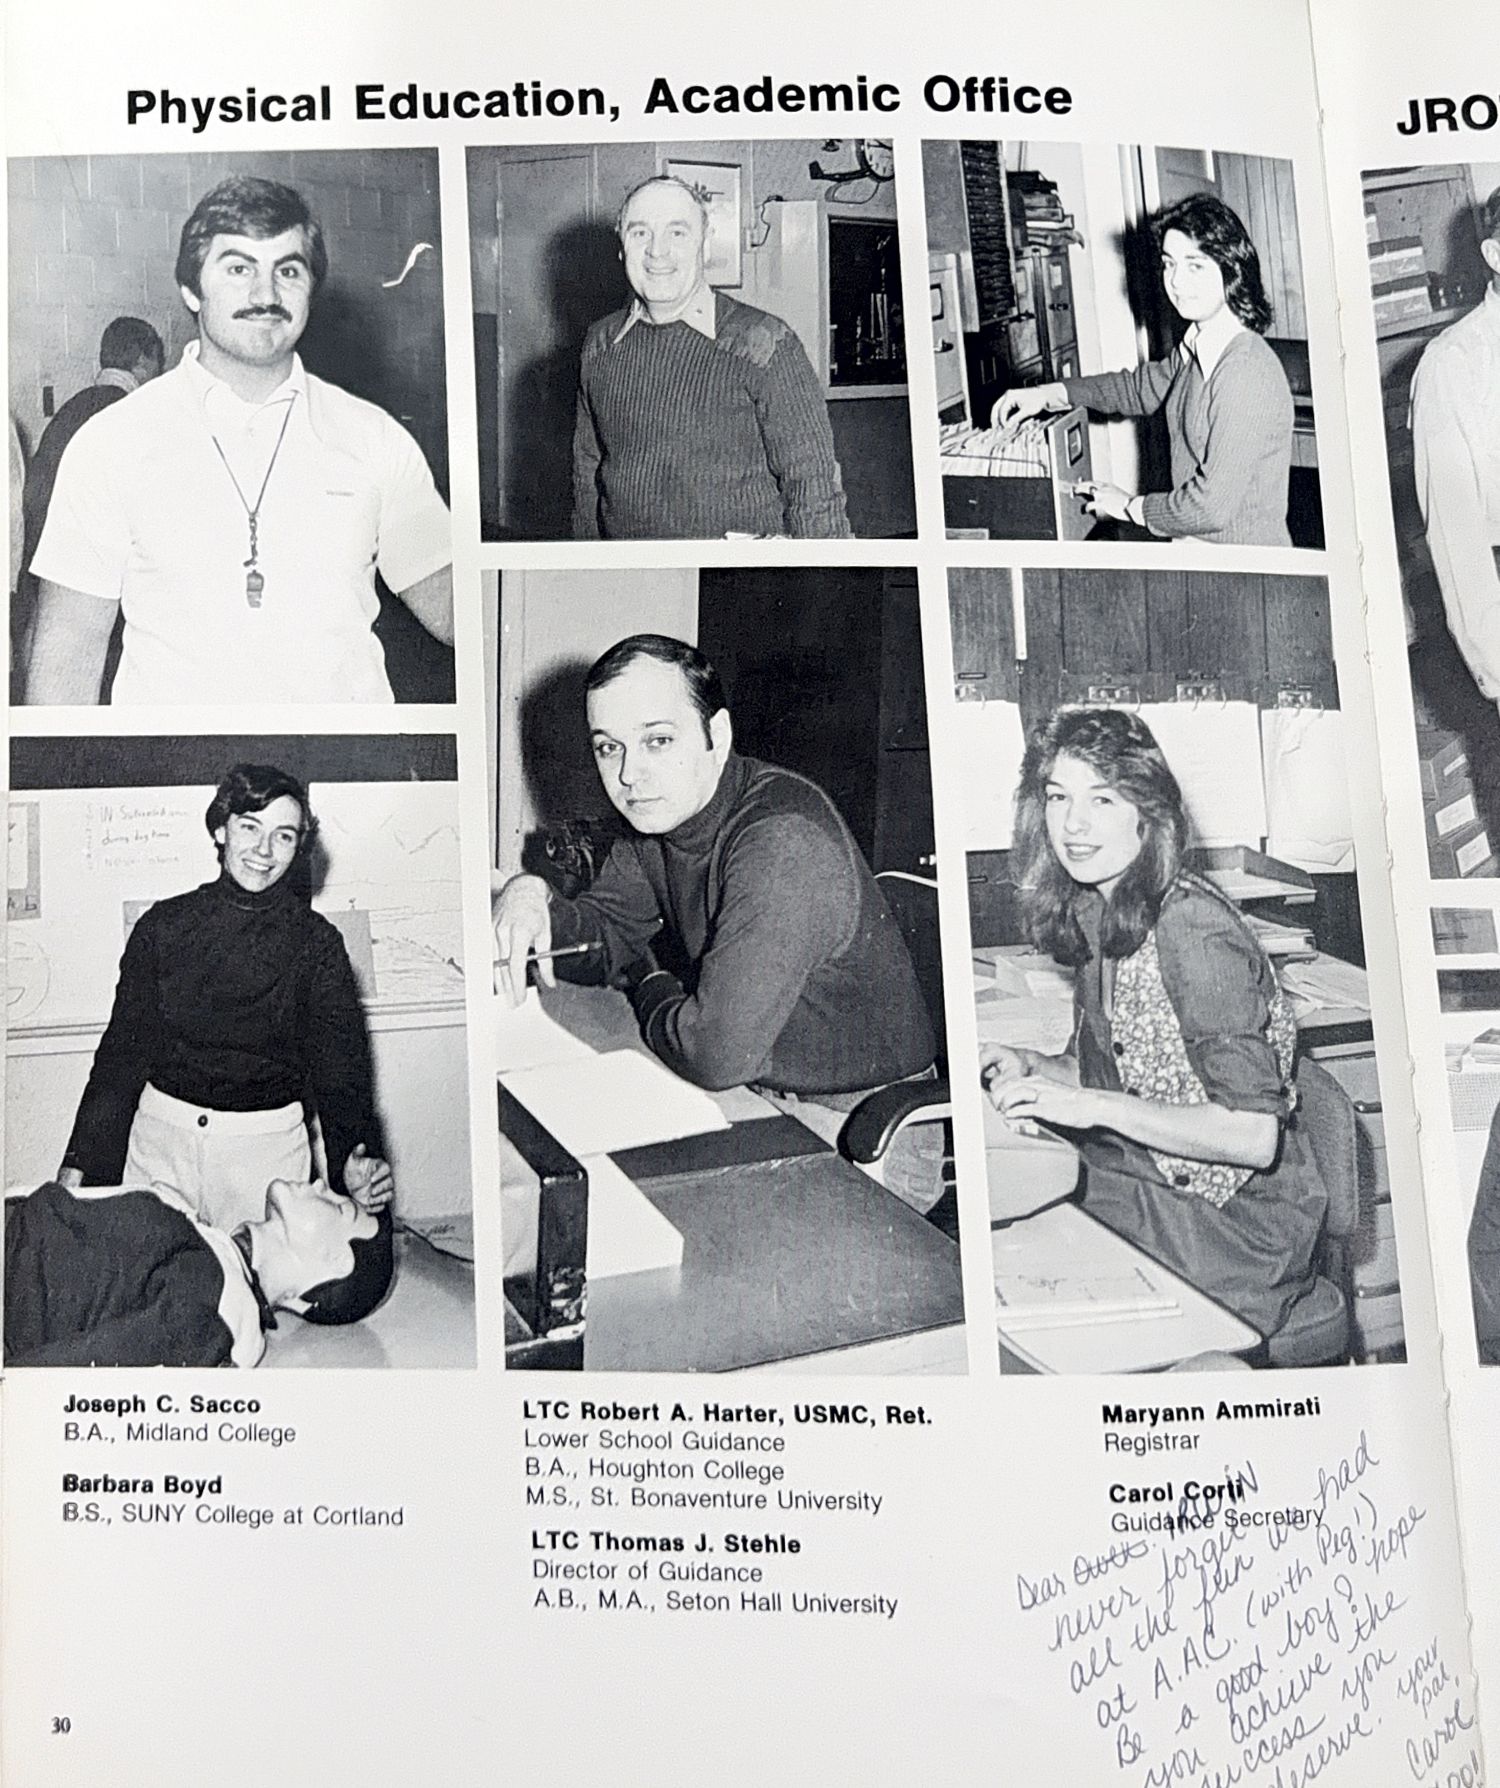 Physical Education, Academic Office
JRO
Joseph C. Sacco
B.A., Midland College
Barbara Boyd
B.S., SUNY College at Cortland
LTC Robert A. Harter, USMC, Ret.
Lower School Guidance
B.A., Houghton College
M.S., St. Bonaventure University
LTC Thomas J. Stehle
Director of Guidance
A.B., M.A., Seton Hall University
Maryann Ammirati
Registrar
Carol Corti
Guidance Secretary
Dear IRWIN
never forget
all the fun we had
at A.A.C. (with Peg!)
Be a good boy & hope
you achieve the
success you
deserve. your
pal,
Carol
30